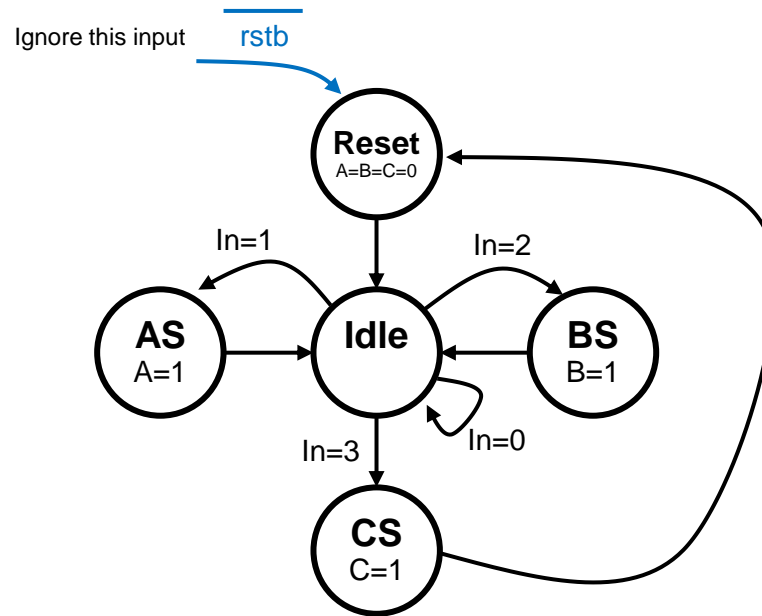 Ignore this input
rstb
Reset
A=B=C=0
In=1
In=2
AS
A=1
Idle
BS
B=1
In=0
In=3
CS
C=1